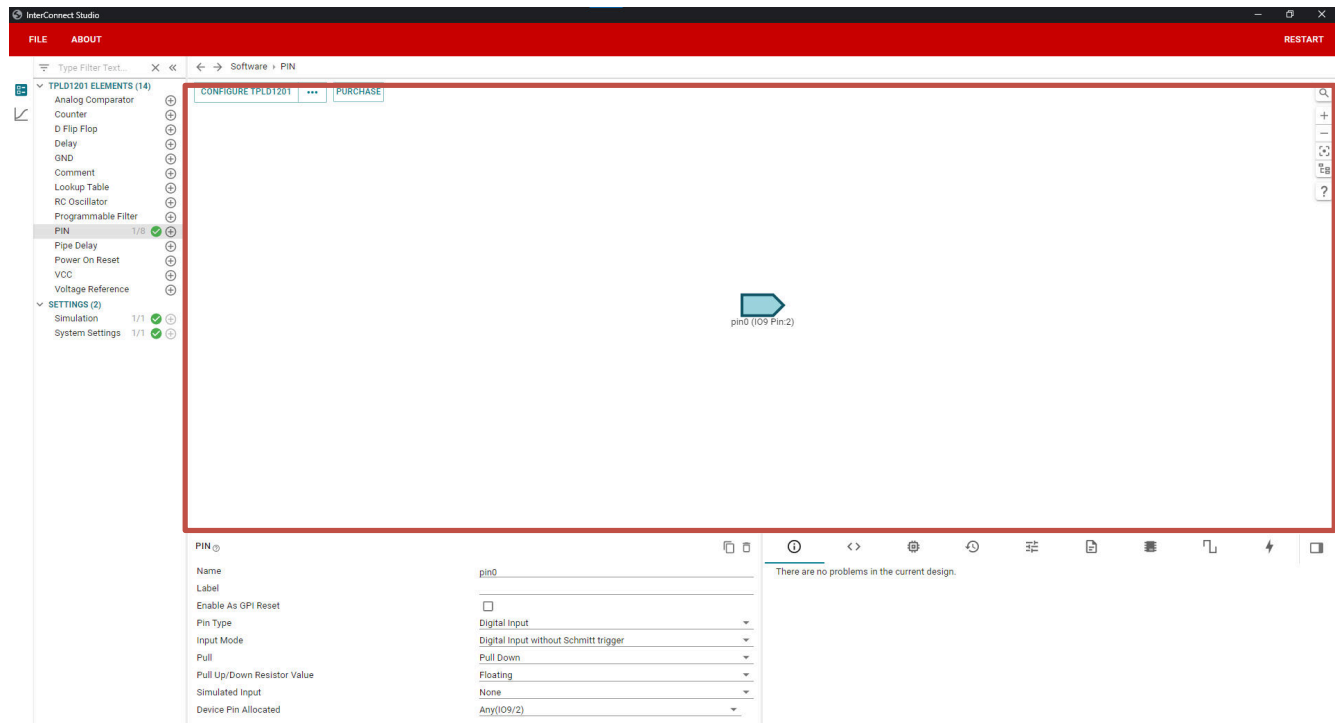 InterConnect Studio
FILE ABOUT RESTART
Type Filter Text... Software › PIN
TPLD1201 ELEMENTS (14)
Analog Comparator
Counter
D Flip Flop
Delay
GND
Comment
Lookup Table
RC Oscillator
Programmable Filter
PIN 1/8
Pipe Delay
Power On Reset
VCC
Voltage Reference
SETTINGS (2)
Simulation 1/1
System Settings 1/1
CONFIGURE TPLD1201 ••• PURCHASE
pin0 (IO9 Pin:2)
PIN
Name pin0
Label
Enable As GPI Reset
Pin Type Digital Input
Input Mode Digital Input without Schmitt trigger
Pull Pull Down
Pull Up/Down Resistor Value Floating
Simulated Input None
Device Pin Allocated Any(IO9/2)
There are no problems in the current design.